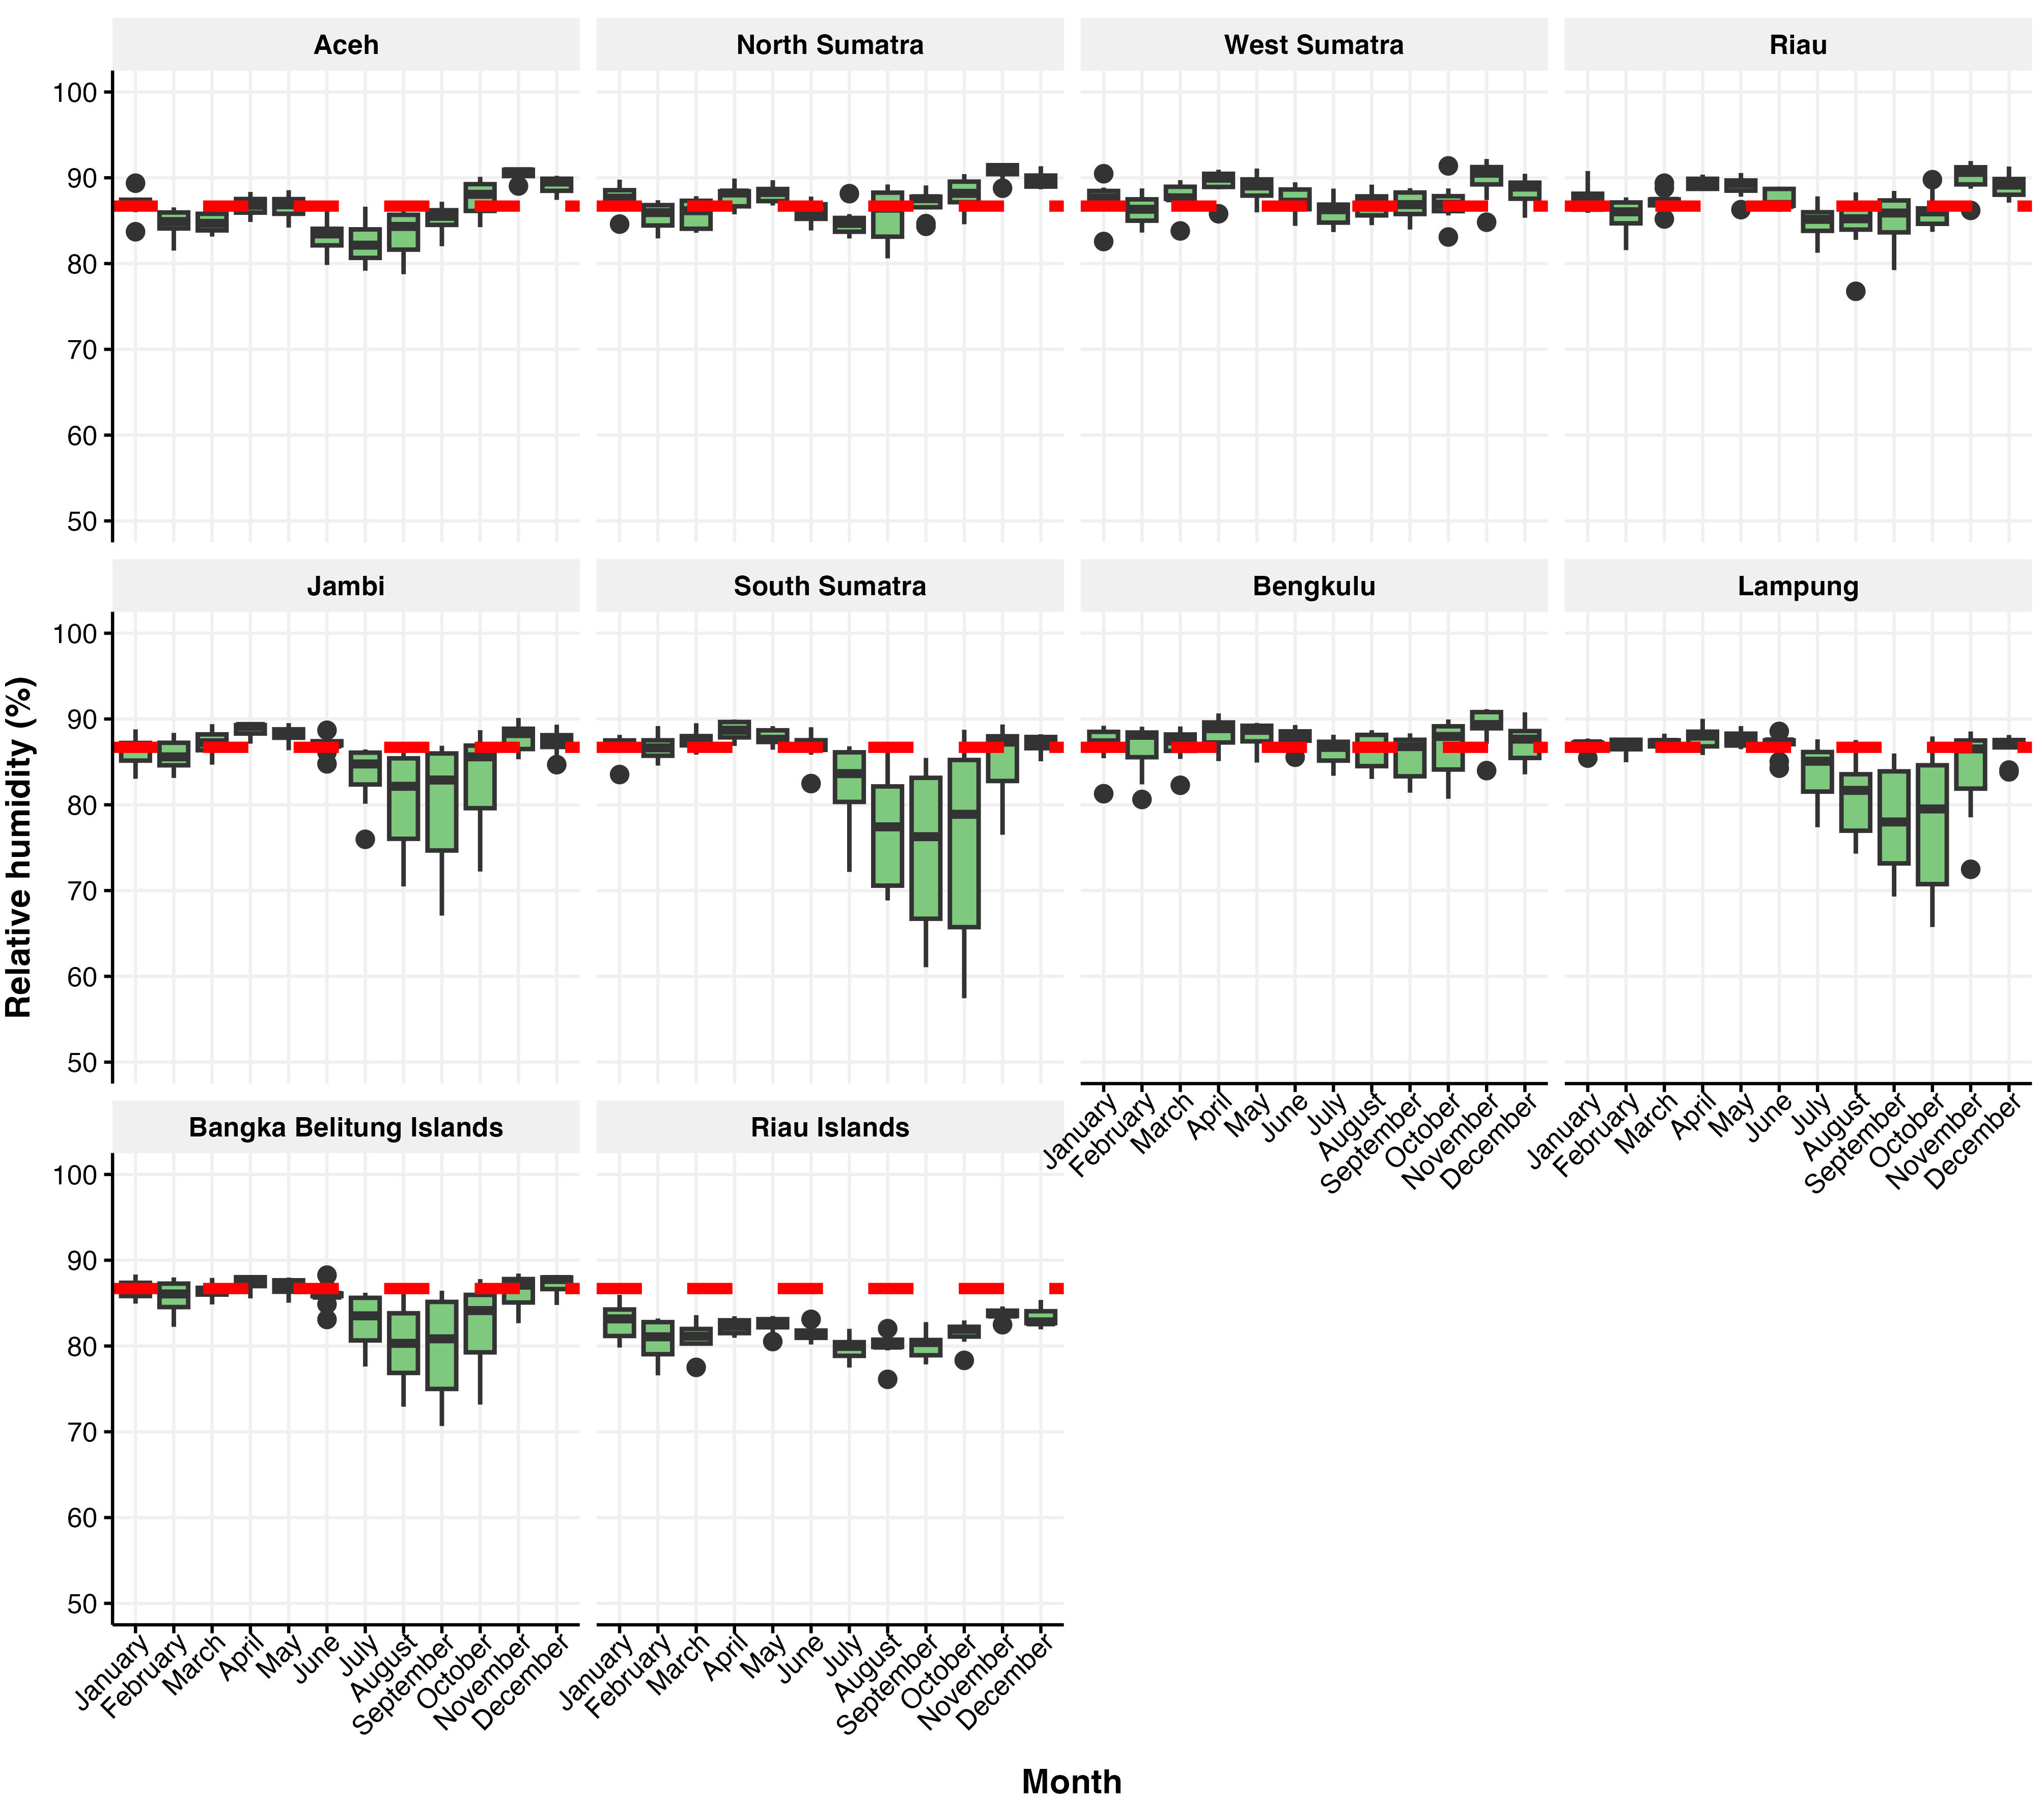 Aceh
North Sumatra
West Sumatra
Riau
100
90
80
70
60
50
Jambi
South Sumatra
Bengkulu
Lampung
Relative humidity (%)
100
90
80
70
60
50
January
February
March
April
May
June
July
August
September
October
November
December
January
February
March
April
May
June
July
August
September
October
November
December
Bangka Belitung Islands
Riau Islands
100
90
80
70
60
50
January
February
March
April
May
June
July
August
September
October
November
December
January
February
March
April
May
June
July
August
September
October
November
December
Month